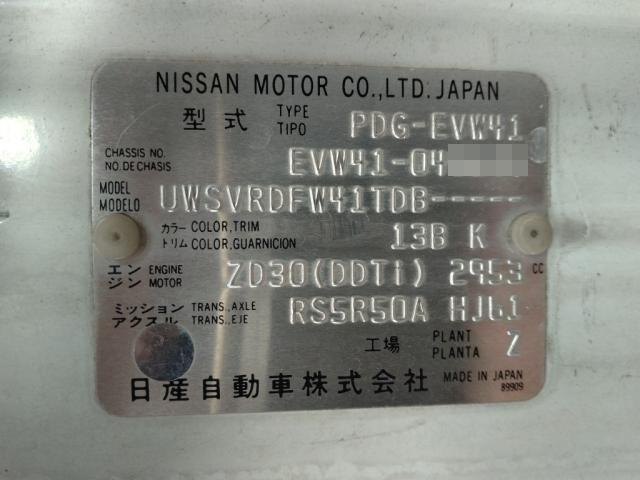 NISSAN MOTOR CO.,LTD. JAPAN
型式 TYPE TIPO PDG-EVW41
CHASSIS NO. NO. DE CHASIS EVW41-04
MODEL MODELO UWSVRDFW41TDB-----
カラー COLOR,TRIM
トリム COLOR,GUARNICION 13B K
エンジン ENGINE MOTOR ZD30(DDTi) 2953 CC
ミッション TRANS.,AXLE
アクスル TRANS.,EJE RS5R50A HJ61
工場 PLANT PLANTA Z
日産自動車株式会社 MADE IN JAPAN
89909